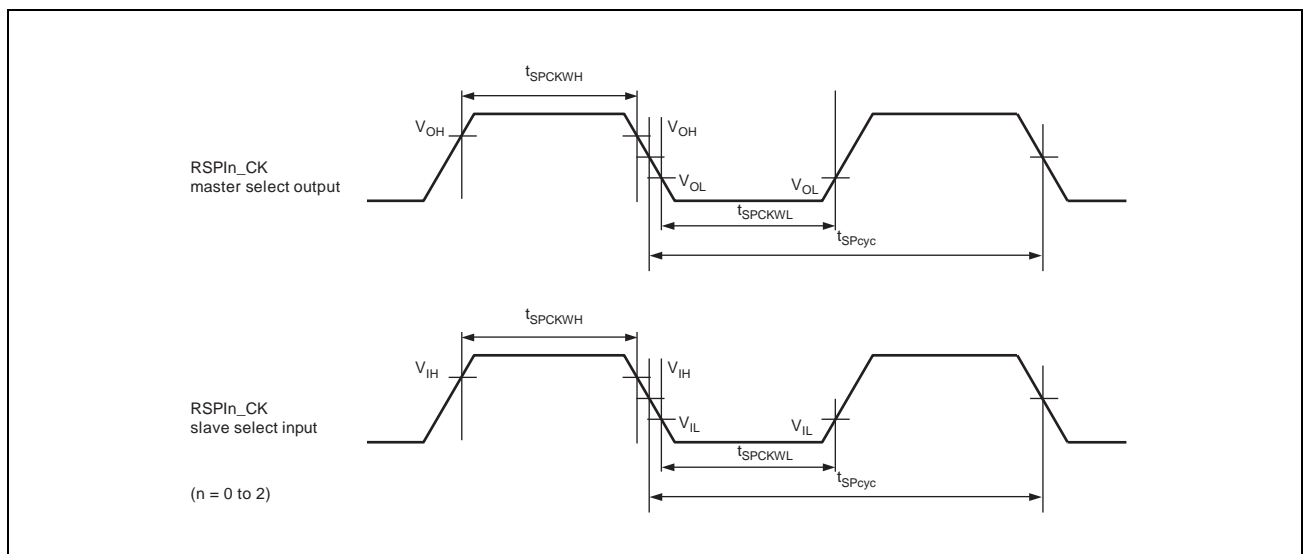 tSPCKWH
VOH
VOH
RSPIn_CK
master select output
VOL
VOL
tSPCKWL
tSPcyc
tSPCKWH
VIH
VIH
RSPIn_CK
slave select input
VIL
VIL
tSPCKWL
tSPcyc
(n = 0 to 2)